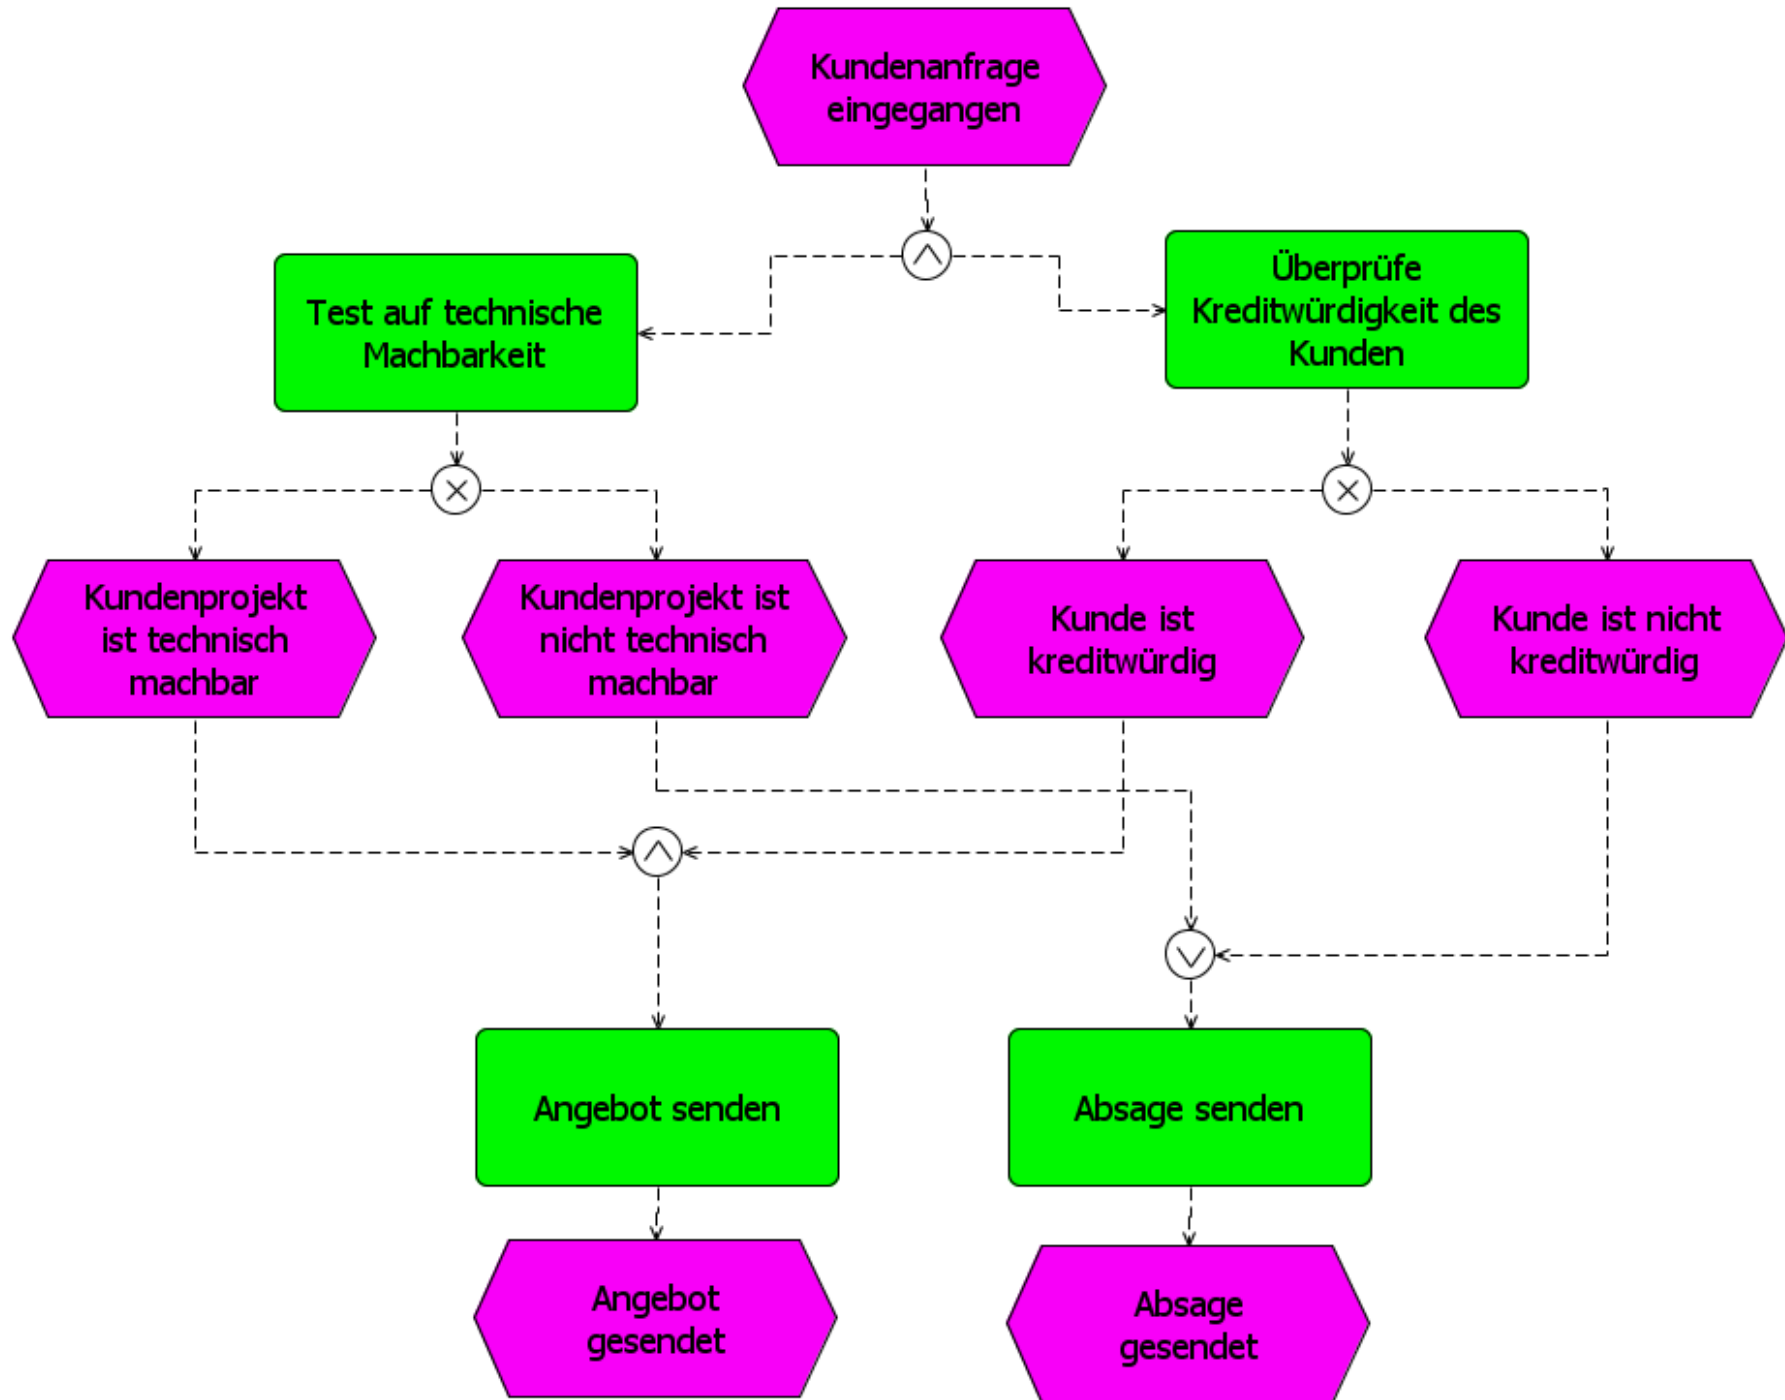 Kundenanfrage
eingegangen
Test auf technische
Machbarkeit
Überprüfe
Kreditwürdigkeit des
Kunden
Kundenprojekt
ist technisch
machbar
Kundenprojekt ist
nicht technisch
machbar
Kunde ist
kreditwürdig
Kunde ist nicht
kreditwürdig
Angebot senden
Absage senden
Angebot
gesendet
Absage
gesendet